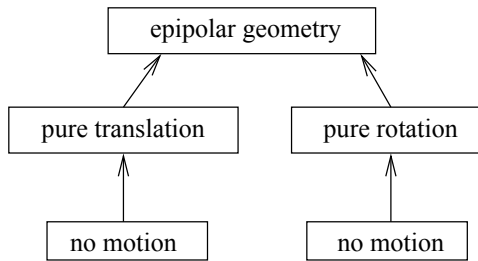 epipolar geometry
pure translation
pure rotation
no motion
no motion